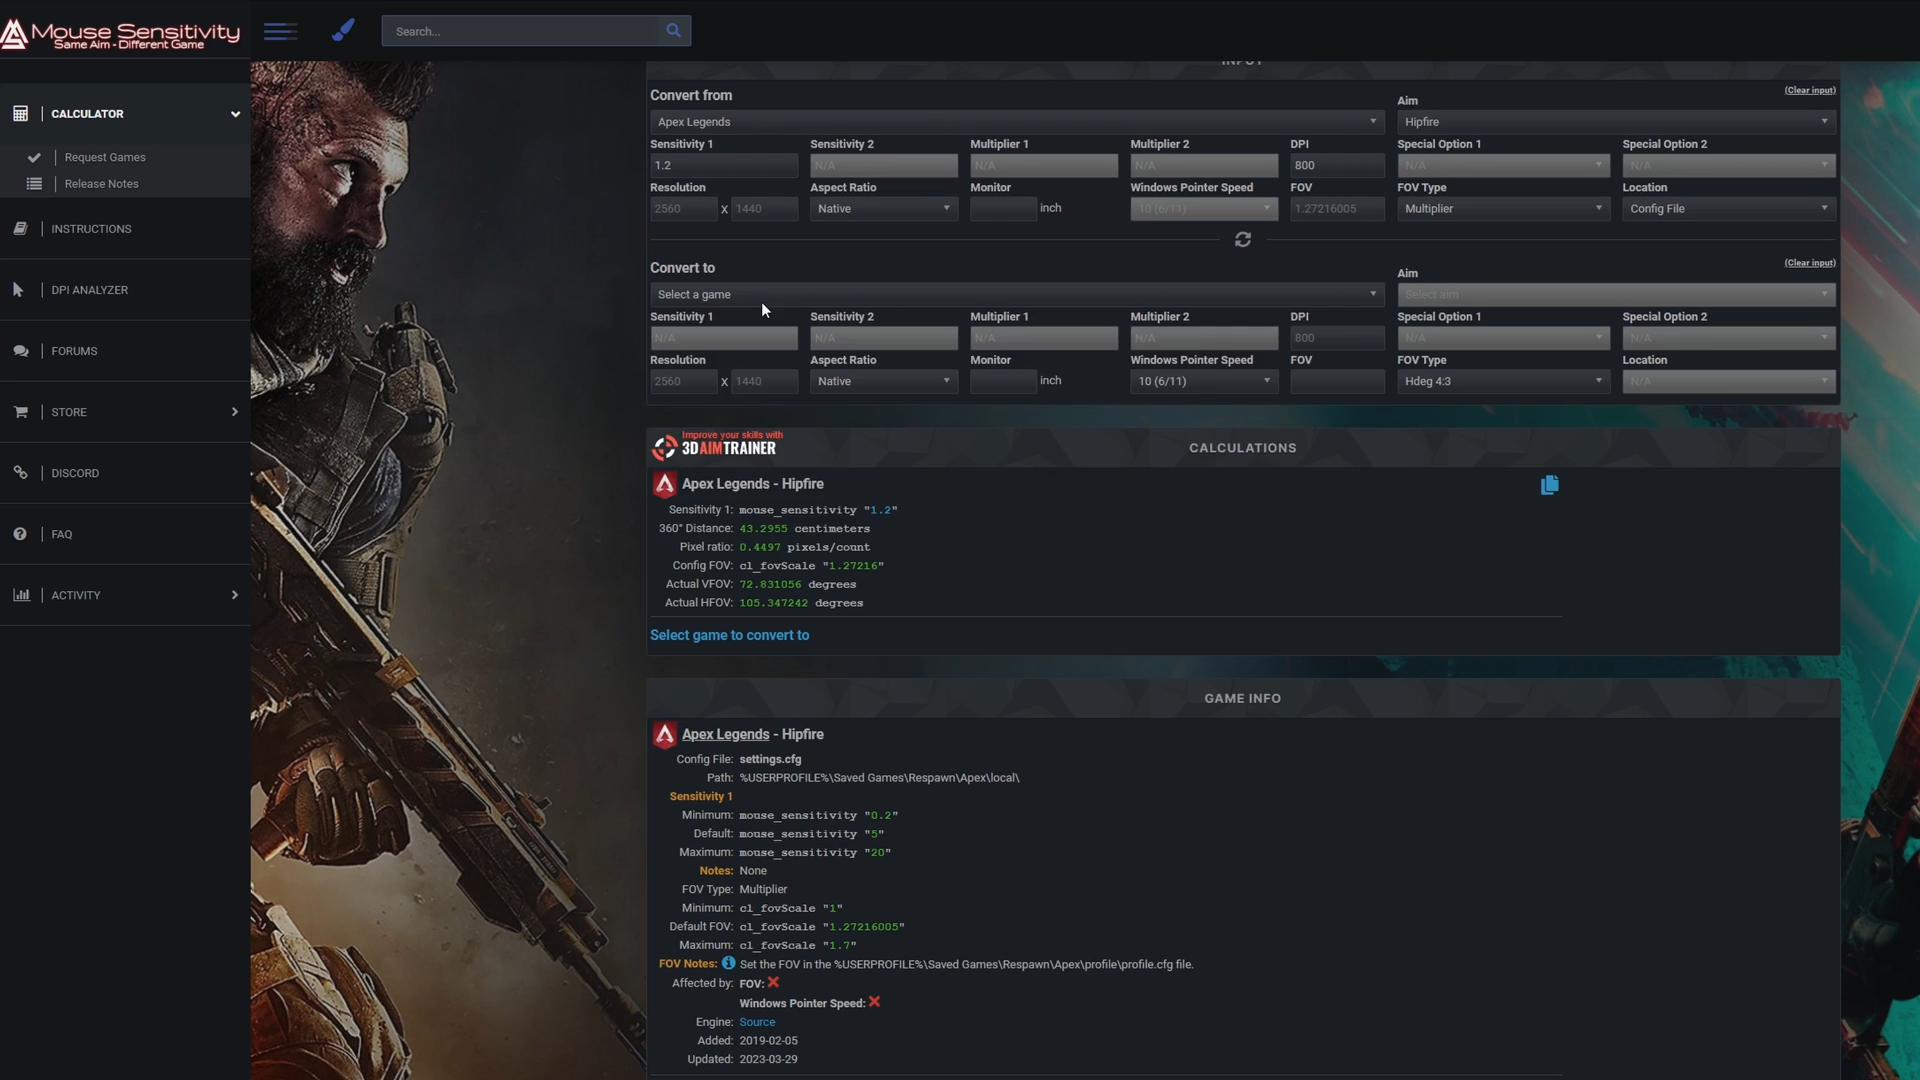 Mouse Sensitivity
Same Aim - Different Game
Search...
CALCULATOR
Request Games
Release Notes
INSTRUCTIONS
DPI ANALYZER
FORUMS
STORE
DISCORD
FAQ
ACTIVITY
INPUT
Convert from
(Clear input)
Aim
Apex Legends
Hipfire
Sensitivity 1 Sensitivity 2 Multiplier 1 Multiplier 2 DPI Special Option 1 Special Option 2
1.2 N/A N/A N/A 800 N/A N/A
Resolution Aspect Ratio Monitor Windows Pointer Speed FOV FOV Type Location
2560 x 1440 Native inch 10 (6/11) 1.27216005 Multiplier Config File
Convert to
(Clear input)
Aim
Select a game
Select aim
Sensitivity 1 Sensitivity 2 Multiplier 1 Multiplier 2 DPI Special Option 1 Special Option 2
N/A N/A N/A N/A 800 N/A N/A
Resolution Aspect Ratio Monitor Windows Pointer Speed FOV FOV Type Location
2560 x 1440 Native inch 10 (6/11) Hdeg 4:3 N/A
Improve your skills with
3DAIMTRAINER
CALCULATIONS
Apex Legends - Hipfire
Sensitivity 1: mouse_sensitivity "1.2"
360° Distance: 43.2955 centimeters
Pixel ratio: 0.4497 pixels/count
Config FOV: cl_fovScale "1.27216"
Actual VFOV: 72.831056 degrees
Actual HFOV: 105.347242 degrees
Select game to convert to
GAME INFO
Apex Legends - Hipfire
Config File: settings.cfg
Path: %USERPROFILE%\Saved Games\Respawn\Apex\local\
Sensitivity 1
Minimum: mouse_sensitivity "0.2"
Default: mouse_sensitivity "5"
Maximum: mouse_sensitivity "20"
Notes: None
FOV Type: Multiplier
Minimum: cl_fovScale "1"
Default FOV: cl_fovScale "1.27216005"
Maximum: cl_fovScale "1.7"
FOV Notes: Set the FOV in the %USERPROFILE%\Saved Games\Respawn\Apex\profile\profile.cfg file.
Affected by: FOV:
Windows Pointer Speed:
Engine: Source
Added: 2019-02-05
Updated: 2023-03-29